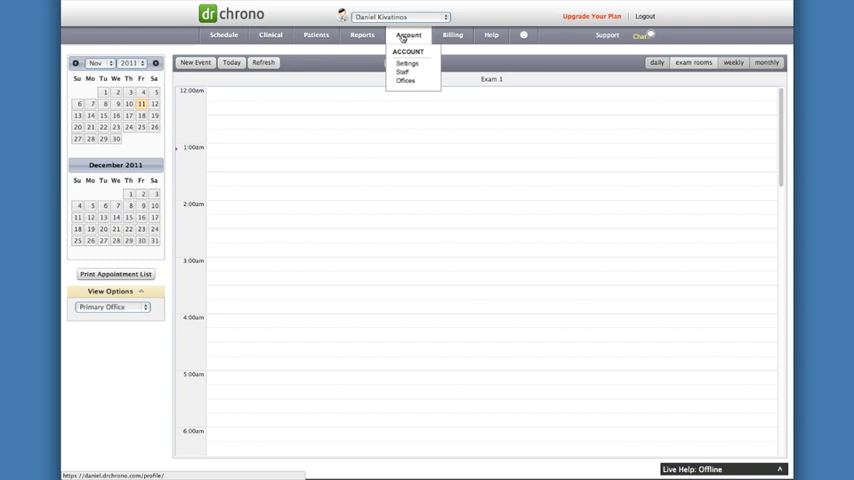 dr chrono
Daniel Kivatinos
Upgrade Your Plan
Logout
Schedule
Clinical
Patients
Reports
Account
Billing
Help
Support
Chat
ACCOUNT
Settings
Staff
Offices
Nov
2011
New Event
Today
Refresh
daily
exam rooms
weekly
monthly
Exam 1
Su Mo Tu We Th Fr Sa
1 2 3 4 5
6 7 8 9 10 11 12
13 14 15 16 17 18 19
20 21 22 23 24 25 26
27 28 29 30
December 2011
Su Mo Tu We Th Fr Sa
1 2 3
4 5 6 7 8 9 10
11 12 13 14 15 16 17
18 19 20 21 22 23 24
25 26 27 28 29 30 31
Print Appointment List
View Options
Primary Office
12:00am
1:00am
2:00am
3:00am
4:00am
5:00am
6:00am
Live Help: Offline
https://daniel.drchrono.com/profile/